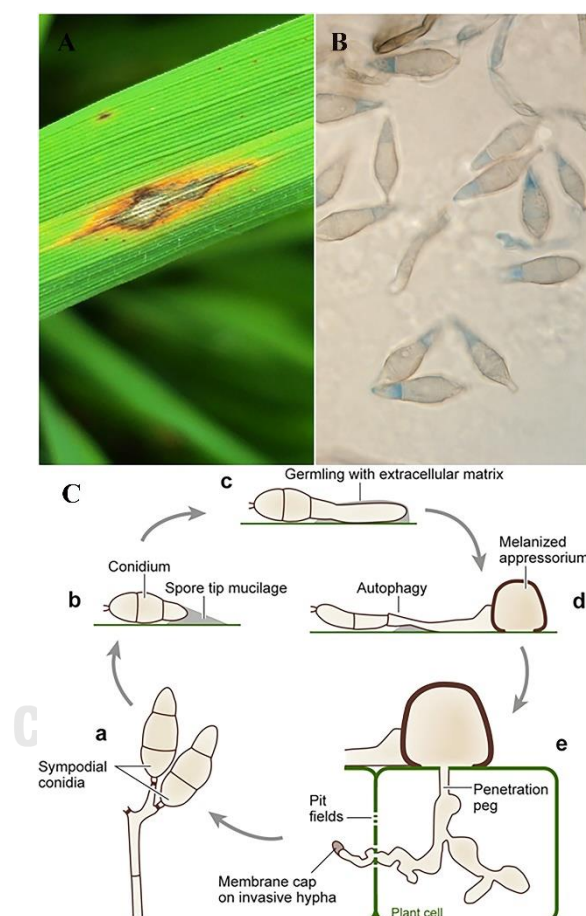 A
B
C
c
Germling with extracellular matrix
Melanized
appressorium
Conidium
Spore tip mucilage
Autophagy
b
d
a
e
Sympodial
conidia
Pit
fields
Penetration
peg
Membrane cap
on invasive hypha
Plant cell